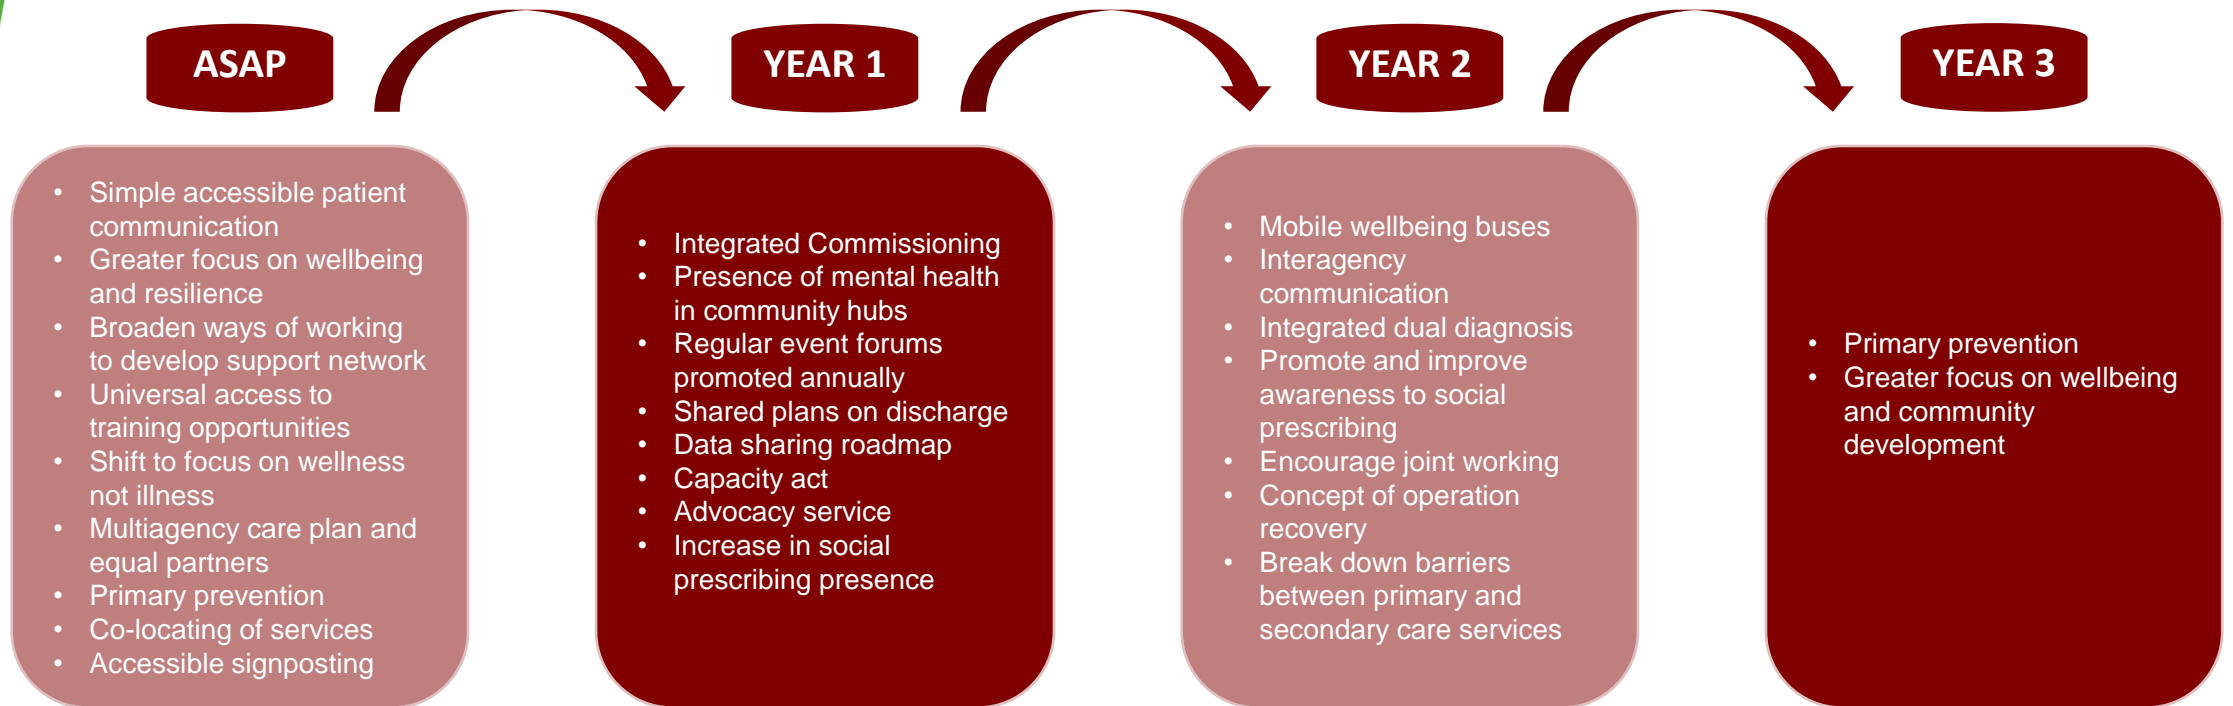 ASAP
YEAR 1
YEAR 2
YEAR 3
• Simple accessible patient
communication
• Greater focus on wellbeing
and resilience
• Broaden ways of working
to develop support network
• Universal access to
training opportunities
• Shift to focus on wellness
not illness
• Multiagency care plan and
equal partners
• Primary prevention
• Co-locating of services
• Accessible signposting
• Integrated Commissioning
• Presence of mental health
in community hubs
• Regular event forums
promoted annually
• Shared plans on discharge
• Data sharing roadmap
• Capacity act
• Advocacy service
• Increase in social
prescribing presence
• Mobile wellbeing buses
• Interagency
communication
• Integrated dual diagnosis
• Promote and improve
awareness to social
prescribing
• Encourage joint working
• Concept of operation
recovery
• Break down barriers
between primary and
secondary care services
• Primary prevention
• Greater focus on wellbeing
and community
development